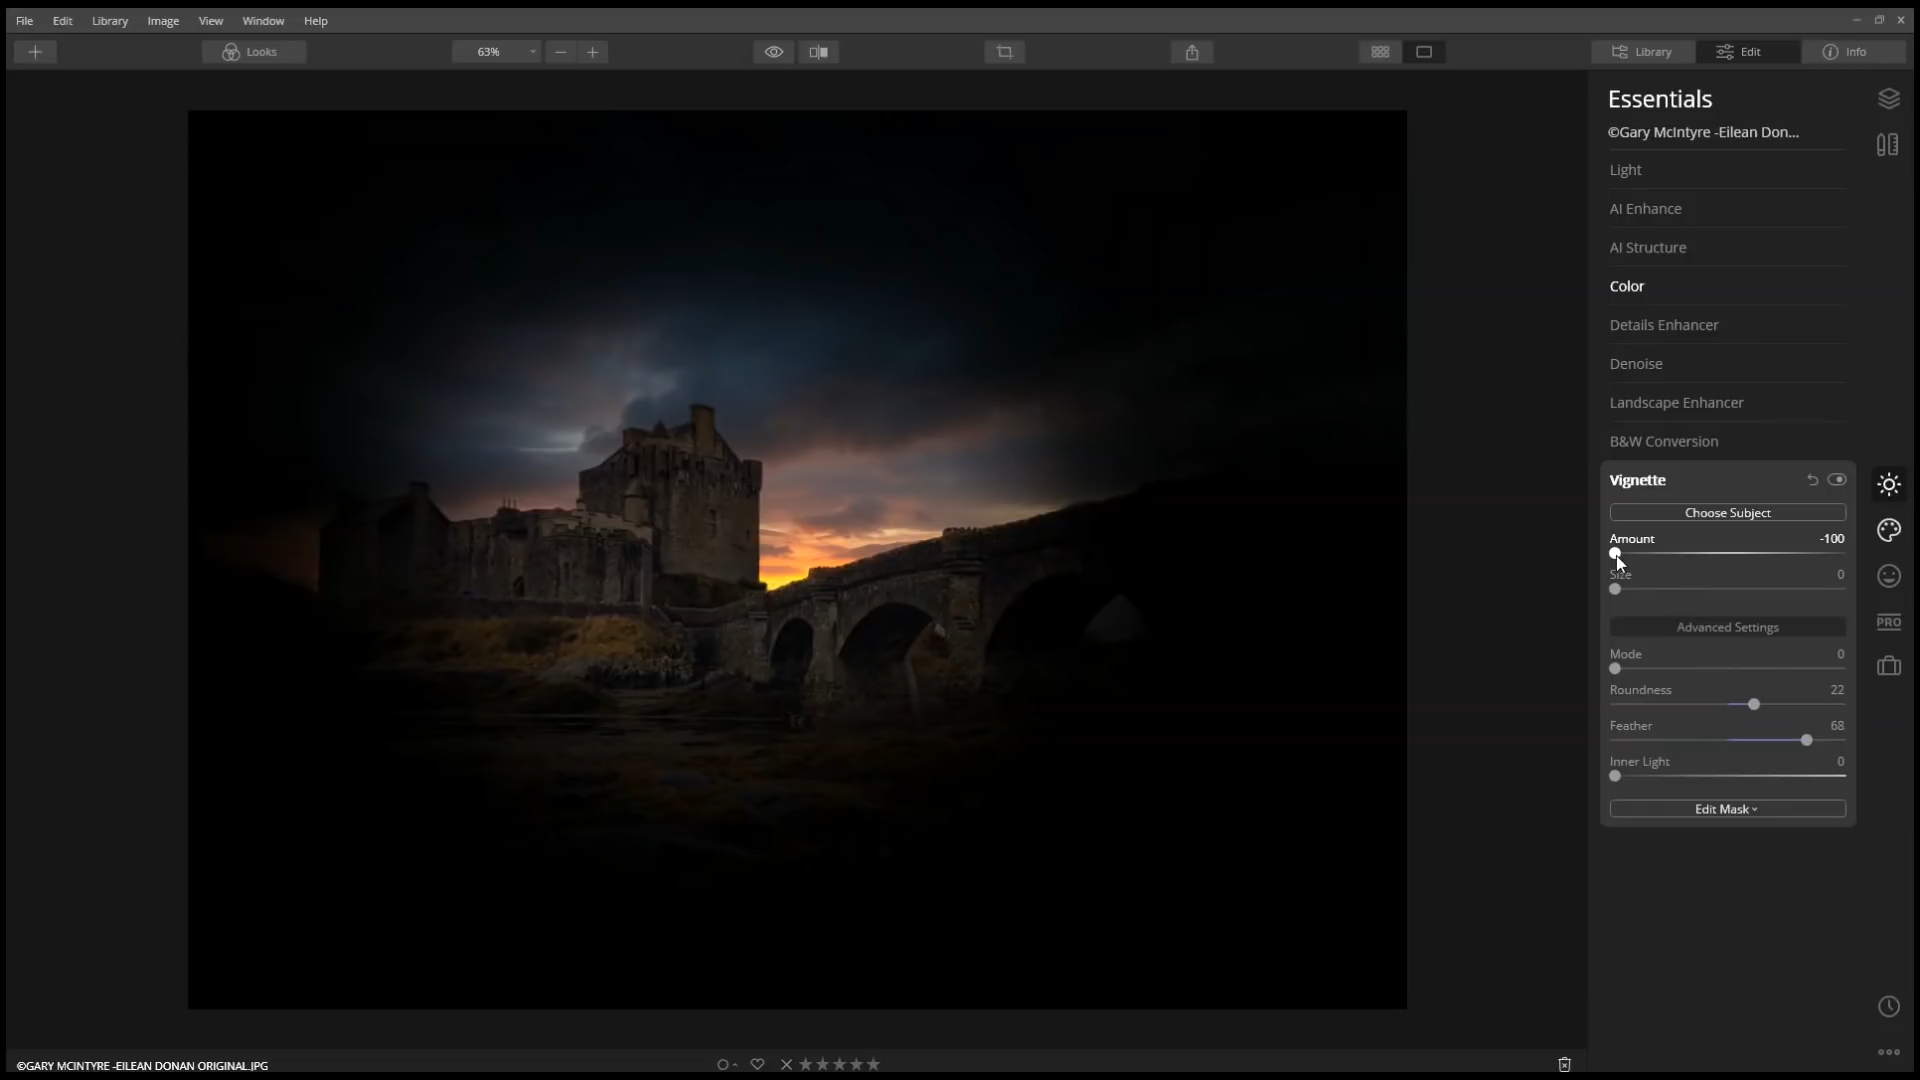 File Edit Library Image View Window Help
Looks 63% Library Edit Info
Essentials
©Gary McIntyre -Eilean Don...
Light
AI Enhance
AI Structure
Color
Details Enhancer
Denoise
Landscape Enhancer
B&W Conversion
Vignette
Choose Subject
Amount -100
Size 0
Advanced Settings
Mode 0
Roundness 22
PRO
Feather 68
Inner Light 0
Edit Mask
©GARY MCINTYRE -EILEAN DONAN ORIGINAL.JPG